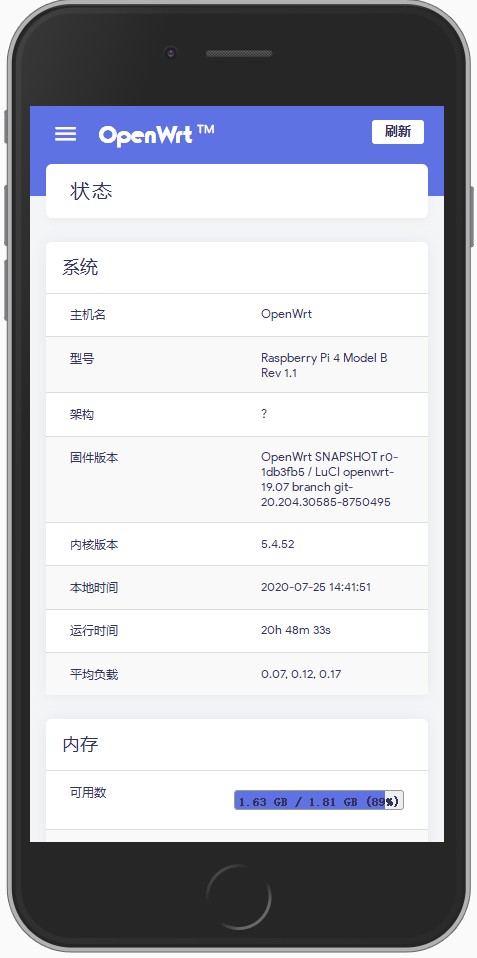 OpenWrt TM
刷新
状态
系统
主机名
OpenWrt
型号
Raspberry Pi 4 Model B
Rev 1.1
架构
?
固件版本
OpenWrt SNAPSHOT r0-
1db3fb5 / LuCI openwrt-
19.07 branch git-
20.204.30585-8750495
内核版本
5.4.52
本地时间
2020-07-25 14:41:51
运行时间
20h 48m 33s
平均负载
0.07, 0.12, 0.17
内存
可用数
1.63 GB / 1.81 GB (89%)